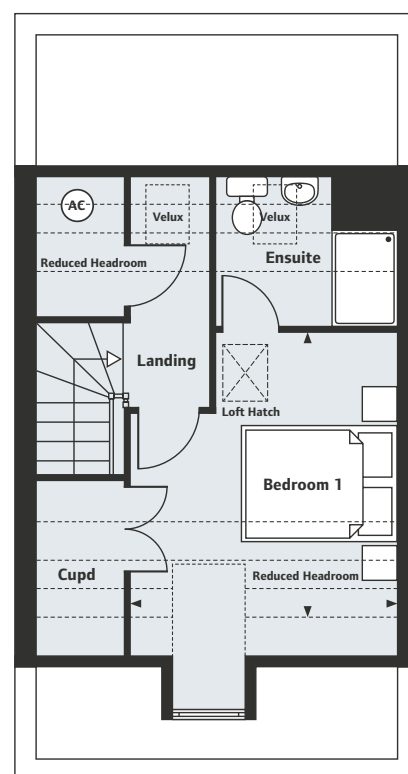 AC
Velux
Velux
Ensuite
Reduced Headroom
Landing
Loft Hatch
Bedroom 1
Cupd
Reduced Headroom